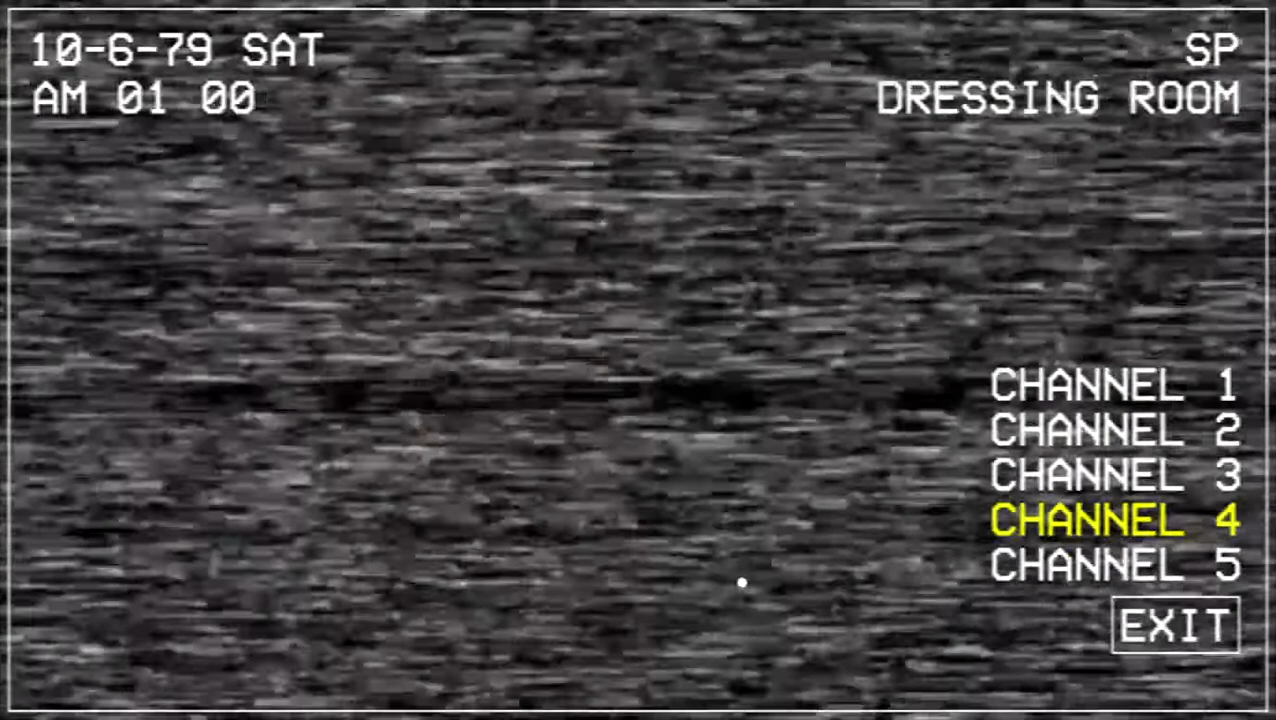 10-6-79 SAT
AM 01 00
SP
DRESSING ROOM
CHANNEL 1
CHANNEL 2
CHANNEL 3
CHANNEL 4
CHANNEL 5
EXIT